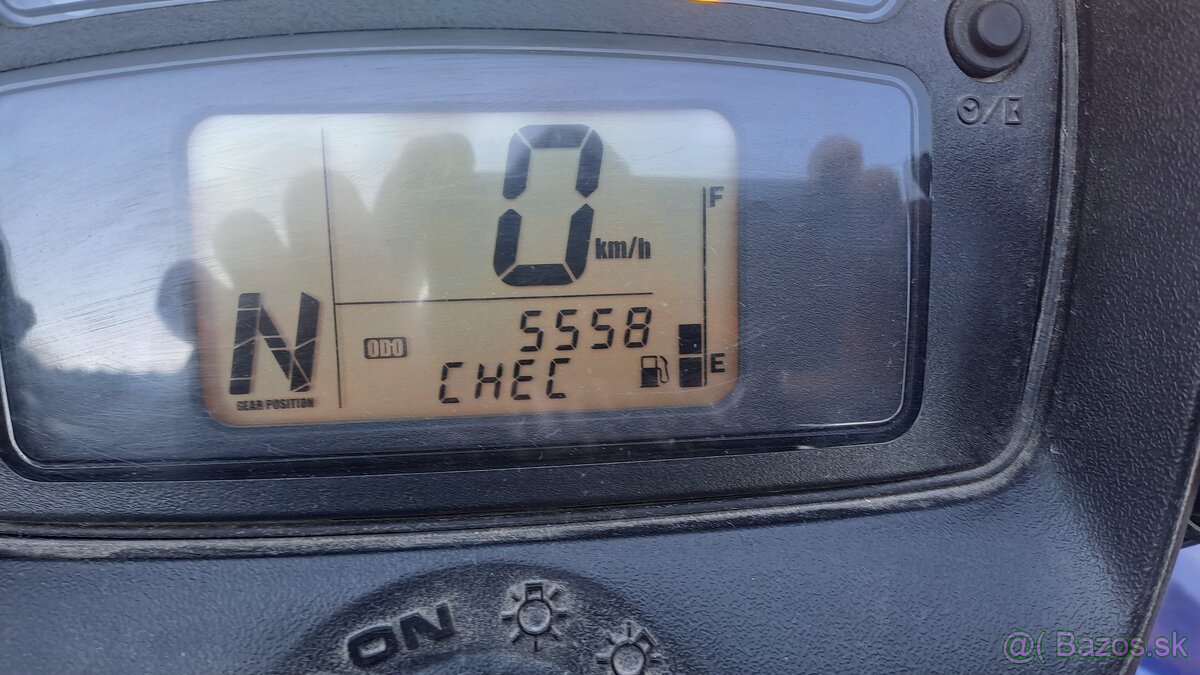 0 km/h
F
N
ODO 5558
CHEC
E
GEAR POSITION
ON
@( Bazos.sk